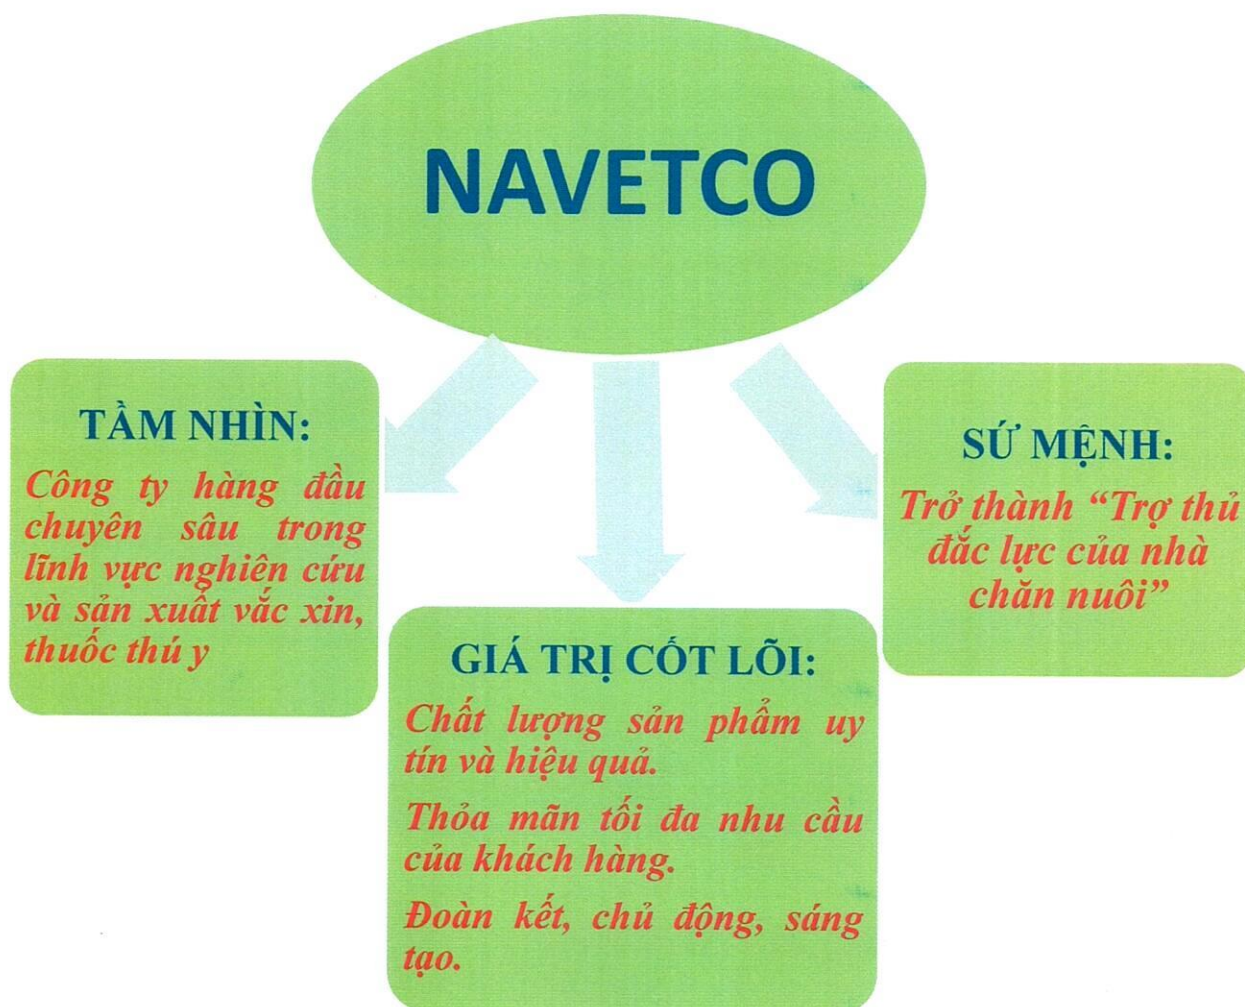 NAVETCO
TẦM NHÌN:
Công ty hàng đầu
chuyên sâu trong
lĩnh vực nghiên cứu
và sản xuất vắc xin,
thuốc thú y
GIÁ TRỊ CỐT LÕI:
Chất lượng sản phẩm uy
tín và hiệu quả.
Thỏa mãn tối đa nhu cầu
của khách hàng.
Đoàn kết, chủ động, sáng
tạo.
SỨ MỆNH:
Trở thành “Trợ thủ
đắc lực của nhà
chăn nuôi”